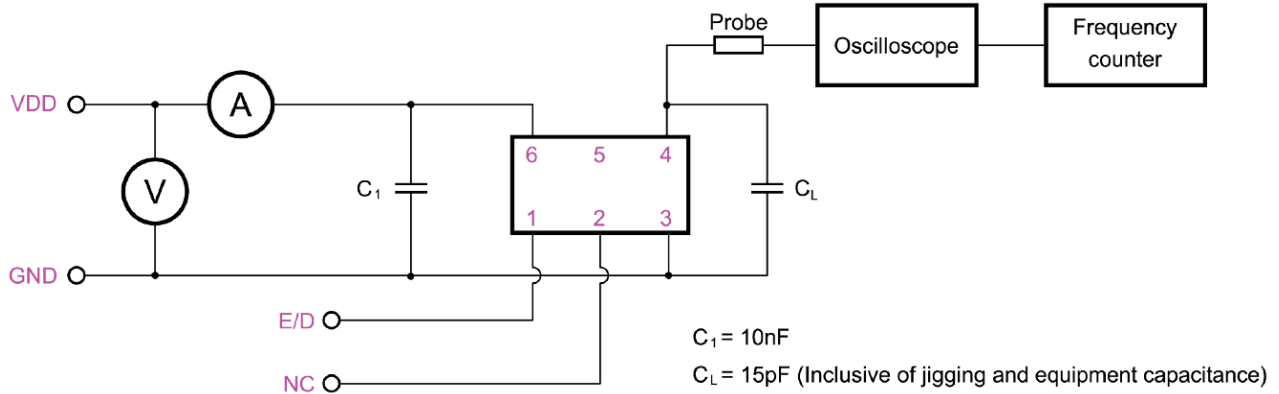 Probe
Oscilloscope
Frequency
counter
VDD
A
V
C1
6 5 4
1 2 3
CL
GND
E/D
NC
C1 = 10nF
CL = 15pF (Inclusive of jigging and equipment capacitance)